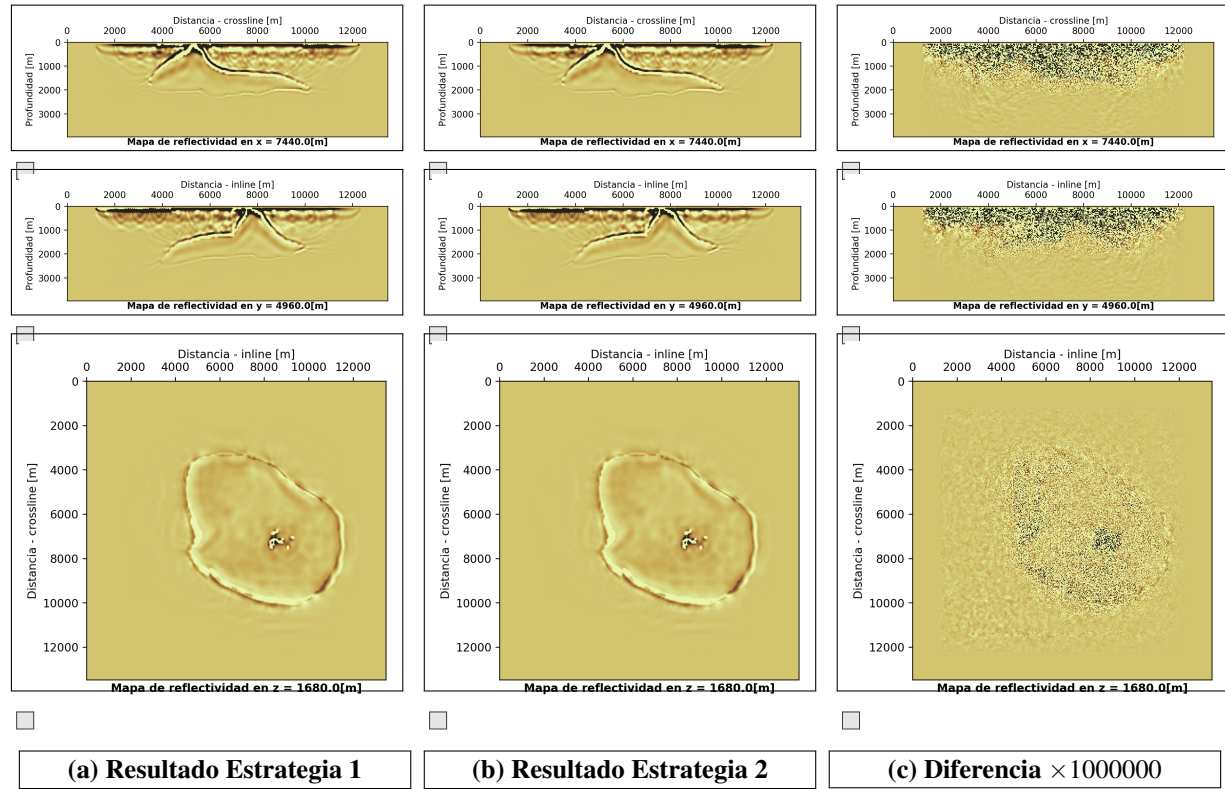 Distancia - crossline [m]
0 2000 4000 6000 8000 10000 12000
0
1000
2000
3000
Profundidad [m]
Mapa de reflectividad en x = 7440.0[m]
Distancia - inline [m]
0 2000 4000 6000 8000 10000 12000
0
1000
2000
3000
Profundidad [m]
Mapa de reflectividad en y = 4960.0[m]
Distancia - inline [m]
0 2000 4000 6000 8000 10000 12000
0
2000
4000
6000
8000
10000
12000
Distancia - crossline [m]
Mapa de reflectividad en z = 1680.0[m]
(a) Resultado Estrategia 1
Distancia - crossline [m]
0 2000 4000 6000 8000 10000 12000
0
1000
2000
3000
Profundidad [m]
Mapa de reflectividad en x = 7440.0[m]
Distancia - inline [m]
0 2000 4000 6000 8000 10000 12000
0
1000
2000
3000
Profundidad [m]
Mapa de reflectividad en y = 4960.0[m]
Distancia - inline [m]
0 2000 4000 6000 8000 10000 12000
0
2000
4000
6000
8000
10000
12000
Distancia - crossline [m]
Mapa de reflectividad en z = 1680.0[m]
(b) Resultado Estrategia 2
Distancia - crossline [m]
0 2000 4000 6000 8000 10000 12000
0
1000
2000
3000
Profundidad [m]
Mapa de reflectividad en x = 7440.0[m]
Distancia - inline [m]
0 2000 4000 6000 8000 10000 12000
0
1000
2000
3000
Profundidad [m]
Mapa de reflectividad en y = 4960.0[m]
Distancia - inline [m]
0 2000 4000 6000 8000 10000 12000
0
2000
4000
6000
8000
10000
12000
Distancia - crossline [m]
Mapa de reflectividad en z = 1680.0[m]
(c) Diferencia ×1000000